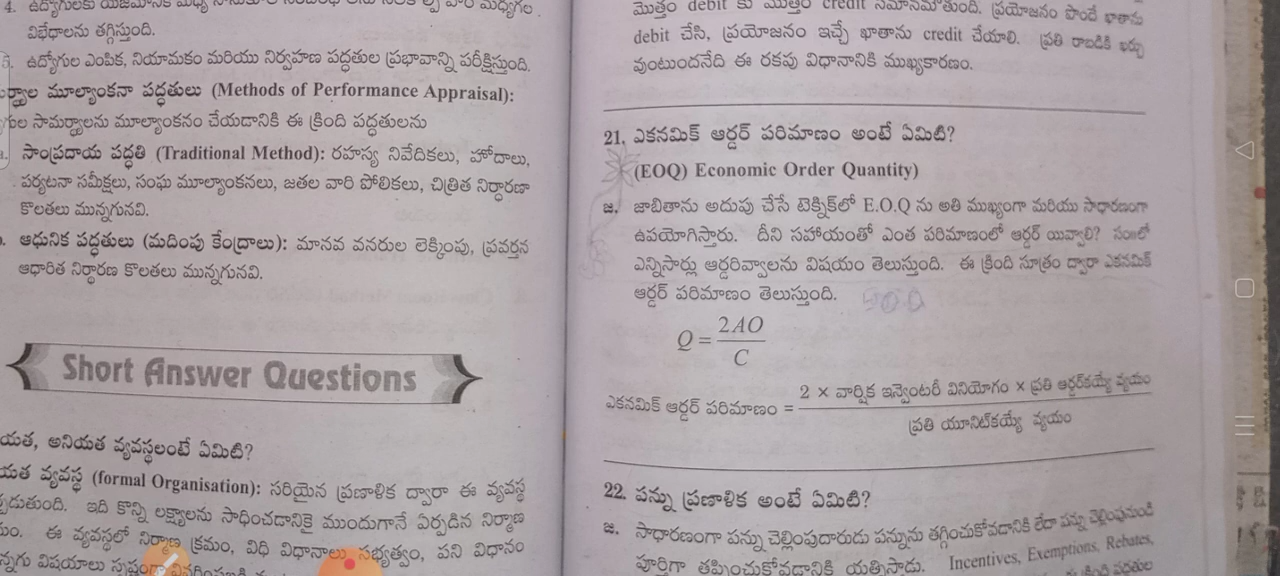 4. ఉద్యోగులకు
విభేధాలను తగ్గిస్తుంది.
5. ఉద్యోగుల ఎంపిక, నియామకం మరియు నిర్వహణ పద్ధతుల ప్రభావాన్ని పరీక్షిస్తుంది.
మూల్యాంకనా పద్ధతులు (Methods of Performance Appraisal):
సామర్థ్యాలను మూల్యాంకనం చేయడానికి ఈ క్రింది పద్ధతులను
సాంప్రదాయ పద్ధతి (Traditional Method): రహస్య నివేదికలు, హోదాలు,
పర్యటనా సమీక్షలు, సంఘ మూల్యాంకనలు, జతల వారి పోలికలు, చిత్రిత నిర్ధారణా
కొలతలు మున్నగునవి.
ఆధునిక పద్ధతులు (మదింపు కేంద్రాలు): మానవ వనరుల లెక్కింపు, ప్రవర్తన
ఆధారిత నిర్ధారణ కొలతలు మున్నగునవి.
Short Answer Questions
అనియత వ్యవస్థలంటే ఏమిటి?
వ్యవస్థ (formal Organisation): సరియైన ప్రణాళిక ద్వారా ఈ వ్యవస్థ
ఇది కొన్ని లక్ష్యాలను సాధించడానికై ముందుగానే ఏర్పడిన నిర్మాణ
ఈ వ్యవస్థలో నిర్మాణ క్రమం, విధి విధానాలు సభ్యత్వం, పని విధానం
విషయాలు
మొత్తం debit కు మొత్తం credit సమానమౌతుంది. ప్రయోజనం పొందే ఖాతాను
debit చేసి, ప్రయోజనం ఇచ్చే ఖాతాను credit చేయాలి. ప్రతి రాబడికి ఖర్చు
వుంటుందనేది ఈ రకపు విధానానికి ముఖ్యకారణం.
21. ఎకనమిక్ ఆర్డర్ పరిమాణం అంటే ఏమిటి?
(EOQ) Economic Order Quantity)
జ. జాబితాను అదుపు చేసే టెక్నిక్‌లో E.O.Q ను అతి ముఖ్యంగా మరియు సాధారణంగా
ఉపయోగిస్తారు. దీని సహాయంతో ఎంత పరిమాణంలో ఆర్డర్ యివ్వాలి? సం౹౹లో
ఎన్నిసార్లు ఆర్డరివ్వాలను విషయం తెలుస్తుంది. ఈ క్రింది సూత్రం ద్వారా ఎకనమిక్
ఆర్డర్ పరిమాణం తెలుస్తుంది.
Q = 2AO / C
ఎకనమిక్ ఆర్డర్ పరిమాణం = 2 × వార్షిక ఇన్వెంటరీ వినియోగం × ప్రతి ఆర్డర్‌కయ్యే వ్యయం / ప్రతి యూనిట్‌కయ్యే వ్యయం
22. పన్ను ప్రణాళిక అంటే ఏమిటి?
జ. సాధారణంగా పన్ను చెల్లింపుదారుడు పన్నును తగ్గించుకోవడానికి లేదా పన్ను చెల్లింపునుండి
పూర్తిగా తప్పించుకోవడానికి యత్నిస్తాడు. Incentives, Exemptions, Rebates,